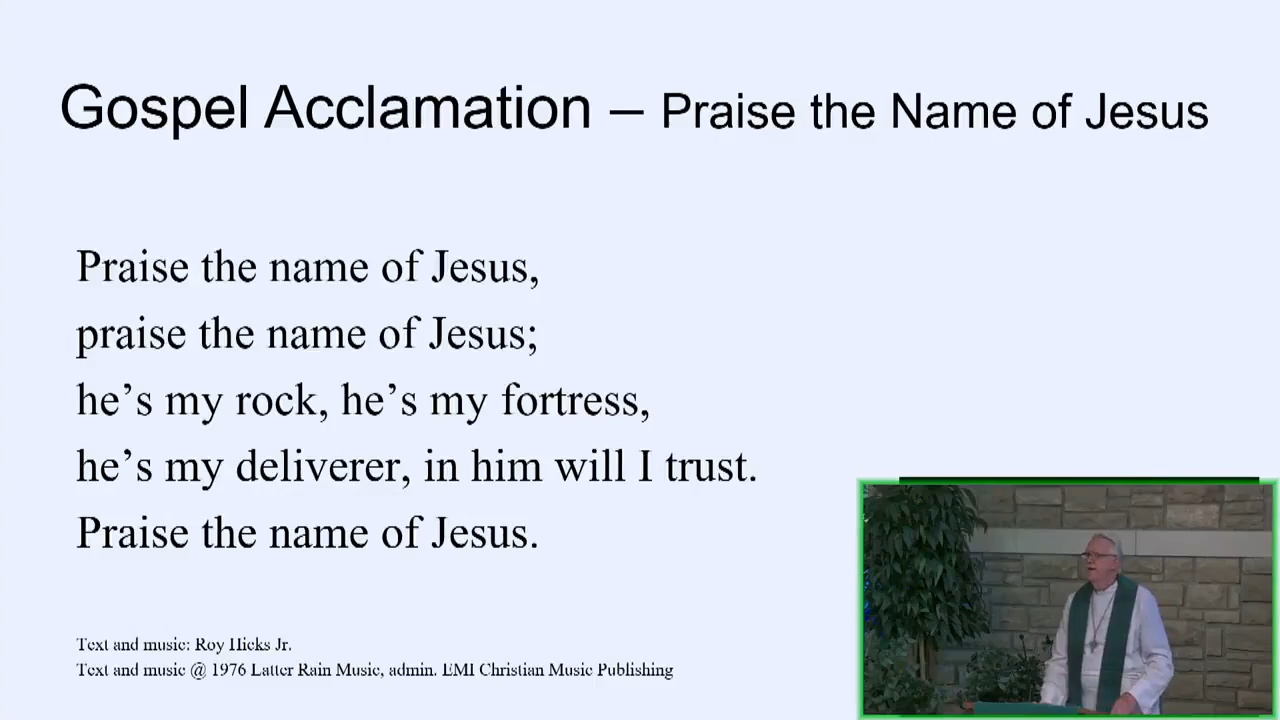 Gospel Acclamation – Praise the Name of Jesus
Praise the name of Jesus,
praise the name of Jesus;
he’s my rock, he’s my fortress,
he’s my deliverer, in him will I trust.
Praise the name of Jesus.
Text and music: Roy Hicks Jr.
Text and music @ 1976 Latter Rain Music, admin. EMI Christian Music Publishing